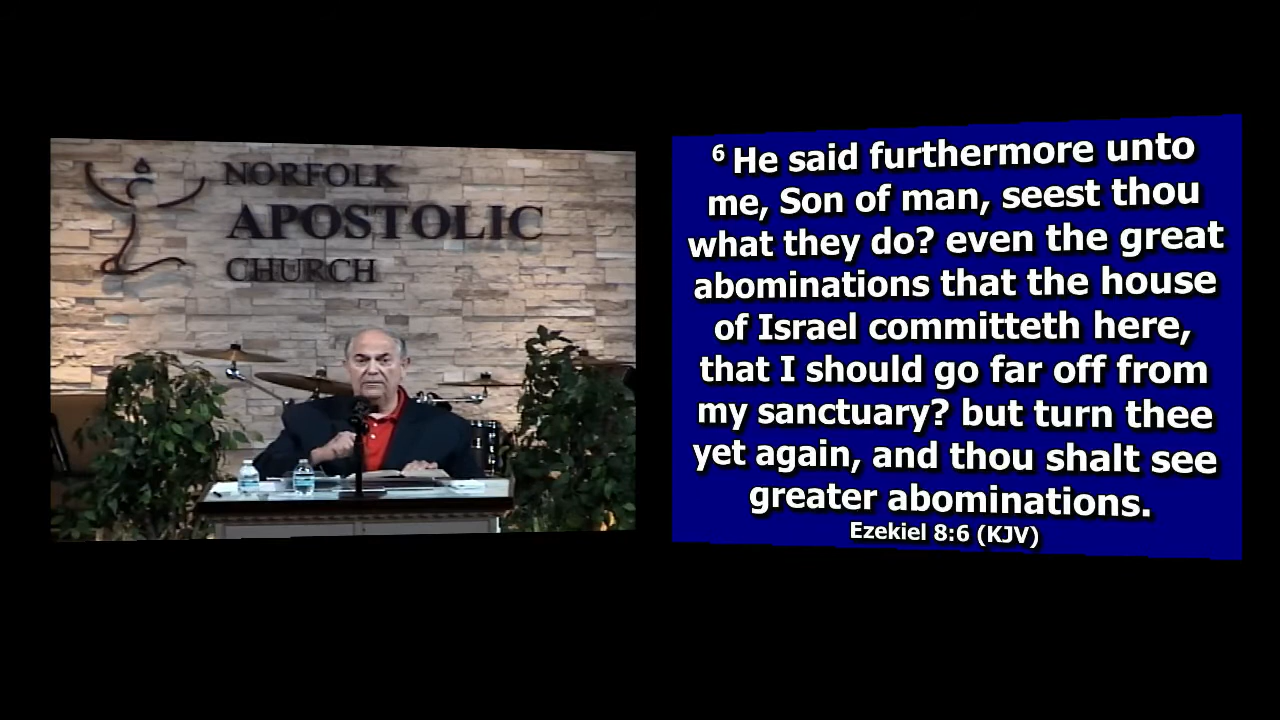 NORFOLK
APOSTOLIC
CHURCH
6 He said furthermore unto
me, Son of man, seest thou
what they do? even the great
abominations that the house
of Israel committeth here,
that I should go far off from
my sanctuary? but turn thee
yet again, and thou shalt see
greater abominations.
Ezekiel 8:6 (KJV)